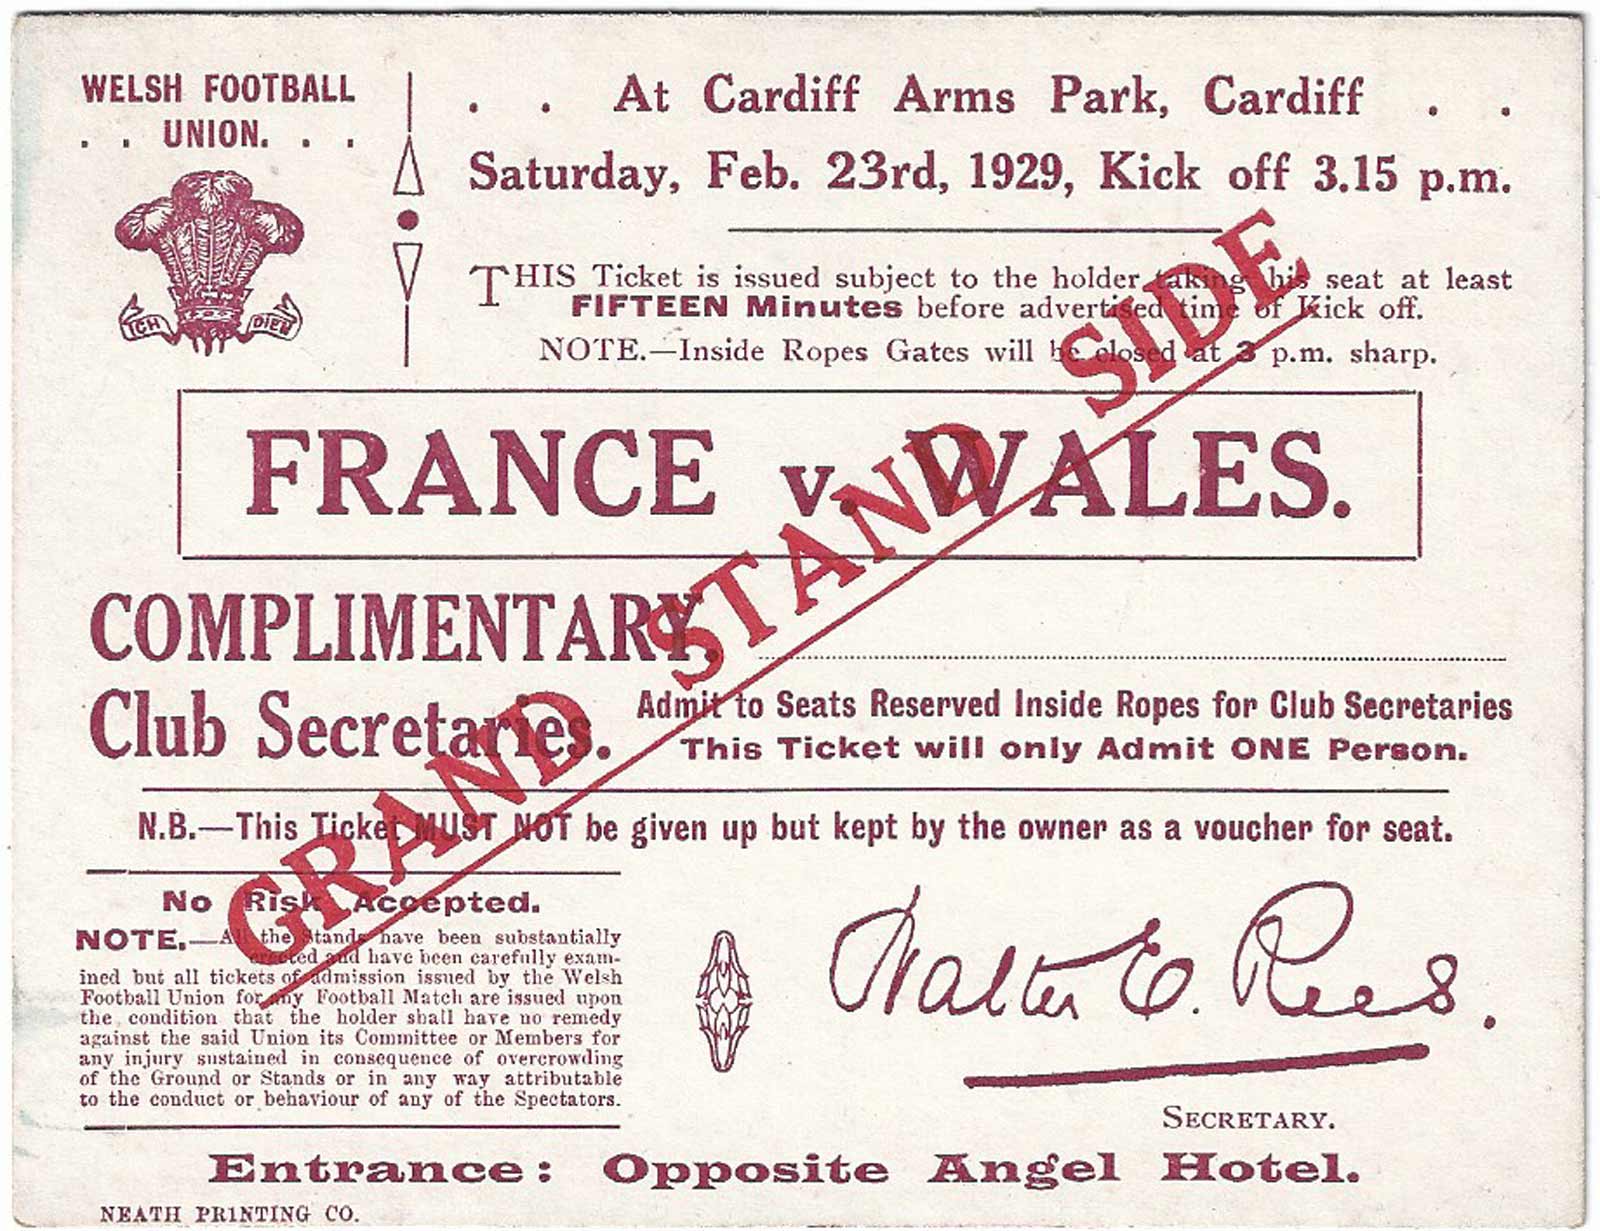 WELSH FOOTBALL
. . UNION. . .
ICH DIEN
. . At Cardiff Arms Park, Cardiff . .
Saturday, Feb. 23rd, 1929, Kick off 3.15 p.m.
THIS Ticket is issued subject to the holder taking his seat at least
FIFTEEN Minutes before advertised time of Kick off.
NOTE.—Inside Ropes Gates will be closed at 3 p.m. sharp.
FRANCE v. WALES.
GRAND STAND SIDE
COMPLIMENTARY.
Club Secretaries.
Admit to Seats Reserved Inside Ropes for Club Secretaries
This Ticket will only Admit ONE Person.
N.B.—This Ticket MUST NOT be given up but kept by the owner as a voucher for seat.
No Risk Accepted.
NOTE.—All the Stands have been substantially
erected and have been carefully exam-
ined but all tickets of admission issued by the Welsh
Football Union for any Football Match are issued upon
the condition that the holder shall have no remedy
against the said Union its Committee or Members for
any injury sustained in consequence of overcrowding
of the Ground or Stands or in any way attributable
to the conduct or behaviour of any of the Spectators.
Walter E. Rees.
SECRETARY.
Entrance: Opposite Angel Hotel.
NEATH PRINTING CO.